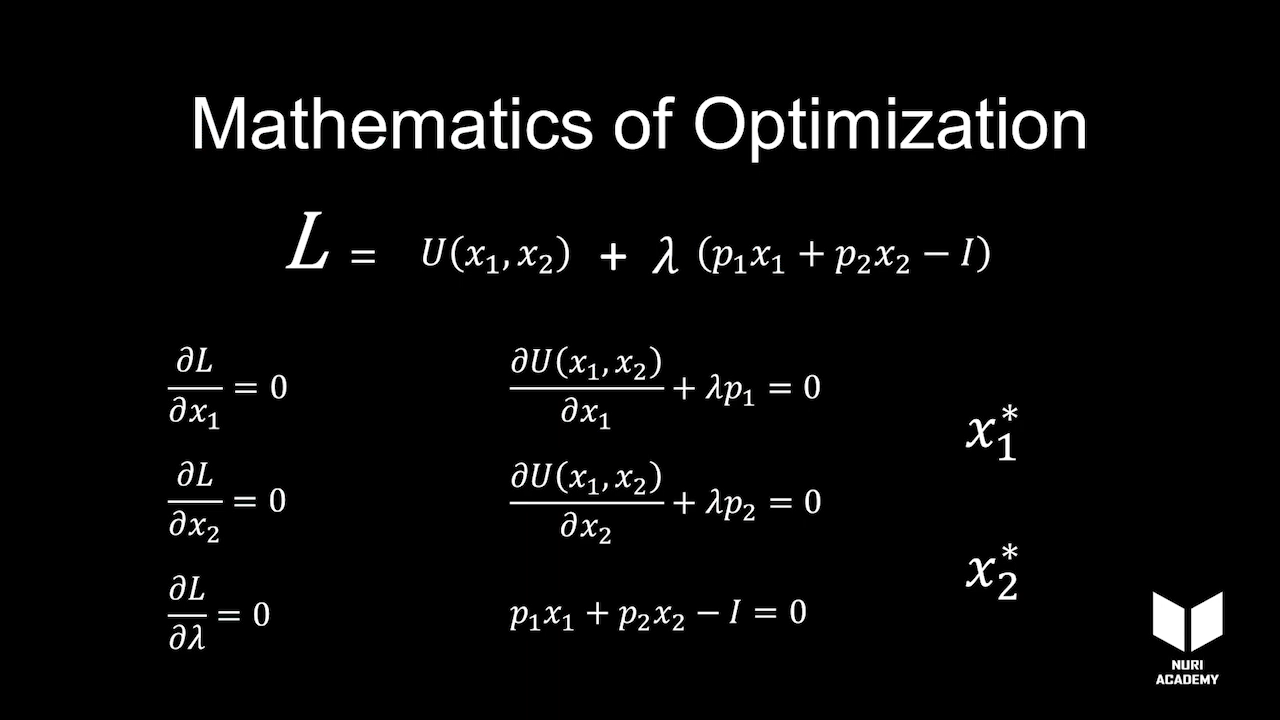 Mathematics of Optimization
L = U(x₁, x₂) + λ (p₁x₁ + p₂x₂ − I)
∂L/∂x₁ = 0
∂U(x₁, x₂)/∂x₁ + λp₁ = 0
x₁*
∂L/∂x₂ = 0
∂U(x₁, x₂)/∂x₂ + λp₂ = 0
x₂*
∂L/∂λ = 0
p₁x₁ + p₂x₂ − I = 0
NURI
ACADEMY